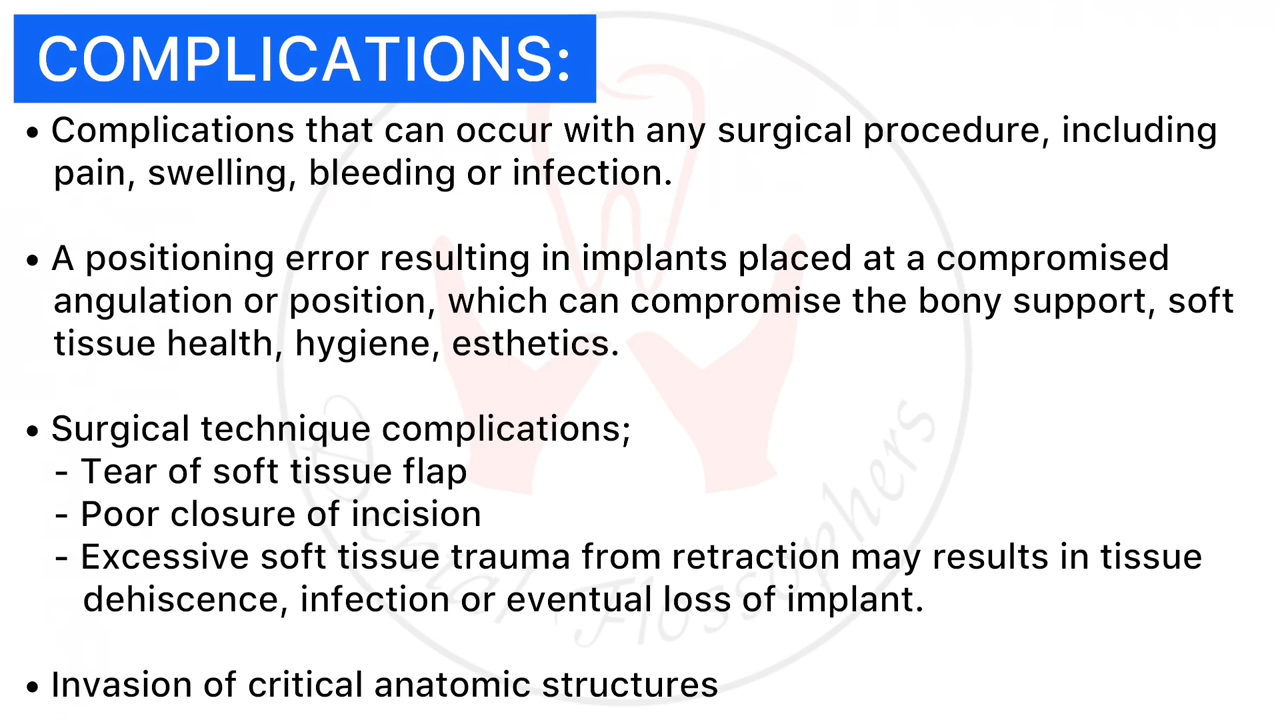 COMPLICATIONS:
• Complications that can occur with any surgical procedure, including
pain, swelling, bleeding or infection.
• A positioning error resulting in implants placed at a compromised
angulation or position, which can compromise the bony support, soft
tissue health, hygiene, esthetics.
• Surgical technique complications;
- Tear of soft tissue flap
- Poor closure of incision
- Excessive soft tissue trauma from retraction may results in tissue
dehiscence, infection or eventual loss of implant.
• Invasion of critical anatomic structures
Dental Flossophers